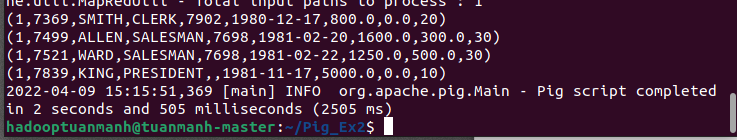 ne.util.MapRedUtil - Total input paths to process : 1
(1,7369,SMITH,CLERK,7902,1980-12-17,800.0,0.0,20)
(1,7499,ALLEN,SALESMAN,7698,1981-02-20,1600.0,300.0,30)
(1,7521,WARD,SALESMAN,7698,1981-02-22,1250.0,500.0,30)
(1,7839,KING,PRESIDENT,,1981-11-17,5000.0,0.0,10)
2022-04-09 15:15:51,369 [main] INFO  org.apache.pig.Main - Pig script completed
in 2 seconds and 505 milliseconds (2505 ms)
hadooptuanmanh@tuanmanh-master:~/Pig_Ex2$